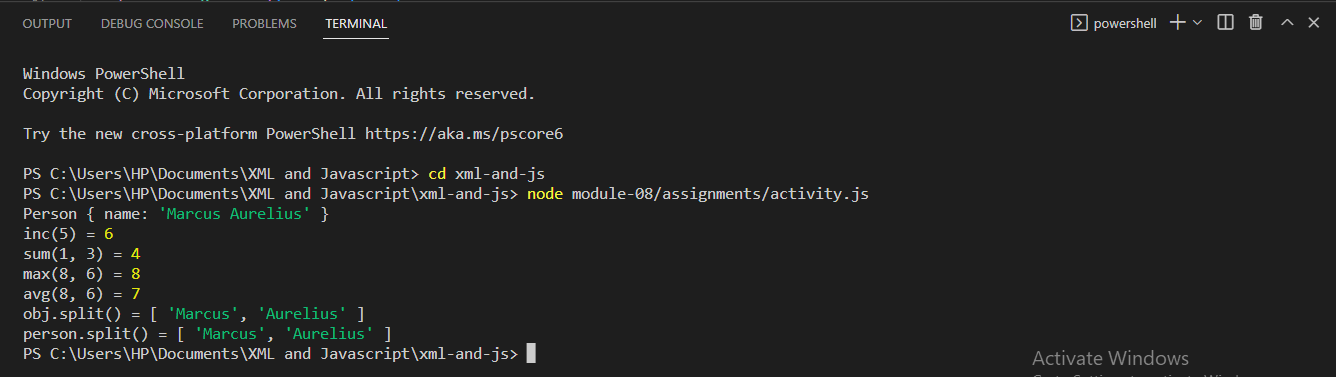 OUTPUT DEBUG CONSOLE PROBLEMS TERMINAL powershell
Windows PowerShell
Copyright (C) Microsoft Corporation. All rights reserved.
Try the new cross-platform PowerShell https://aka.ms/pscore6
PS C:\Users\HP\Documents\XML and Javascript> cd xml-and-js
PS C:\Users\HP\Documents\XML and Javascript\xml-and-js> node module-08/assignments/activity.js
Person { name: 'Marcus Aurelius' }
inc(5) = 6
sum(1, 3) = 4
max(8, 6) = 8
avg(8, 6) = 7
obj.split() = [ 'Marcus', 'Aurelius' ]
person.split() = [ 'Marcus', 'Aurelius' ]
PS C:\Users\HP\Documents\XML and Javascript\xml-and-js>
Activate Windows